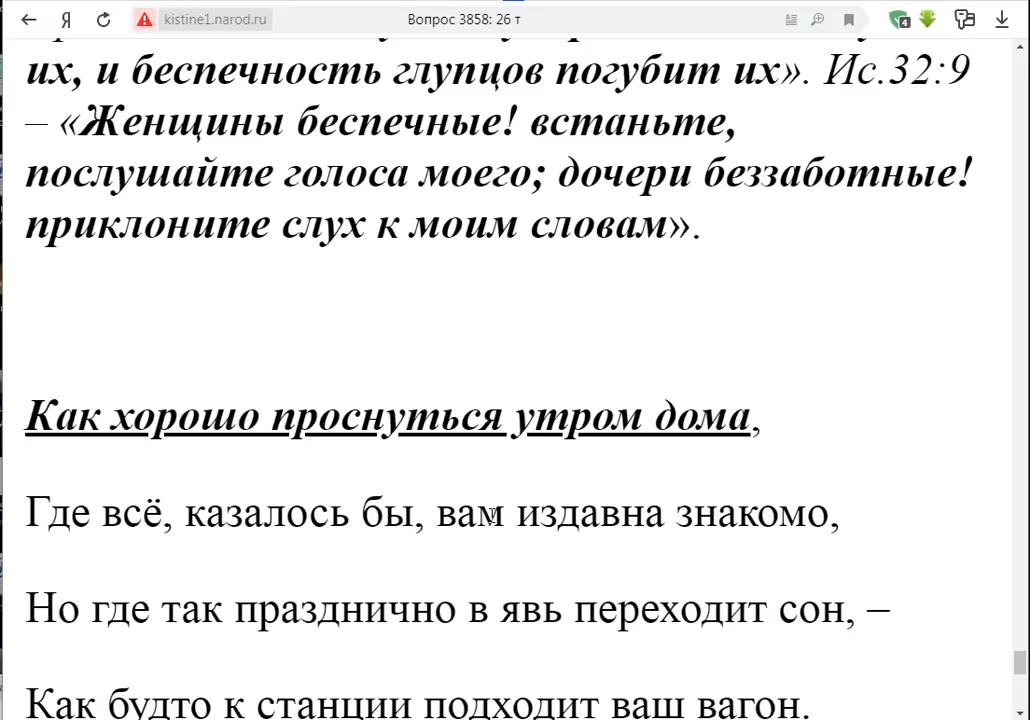 Я kistine1.narod.ru Вопрос 3858: 26 т 4
их, и беспечность глупцов погубит их». Ис.32:9
– «Женщины беспечные! встаньте,
послушайте голоса моего; дочери беззаботные!
приклоните слух к моим словам».
Как хорошо проснуться утром дома,
Где всё, казалось бы, вам издавна знакомо,
Но где так празднично в явь переходит сон, –
Как будто к станции подходит ваш вагон.